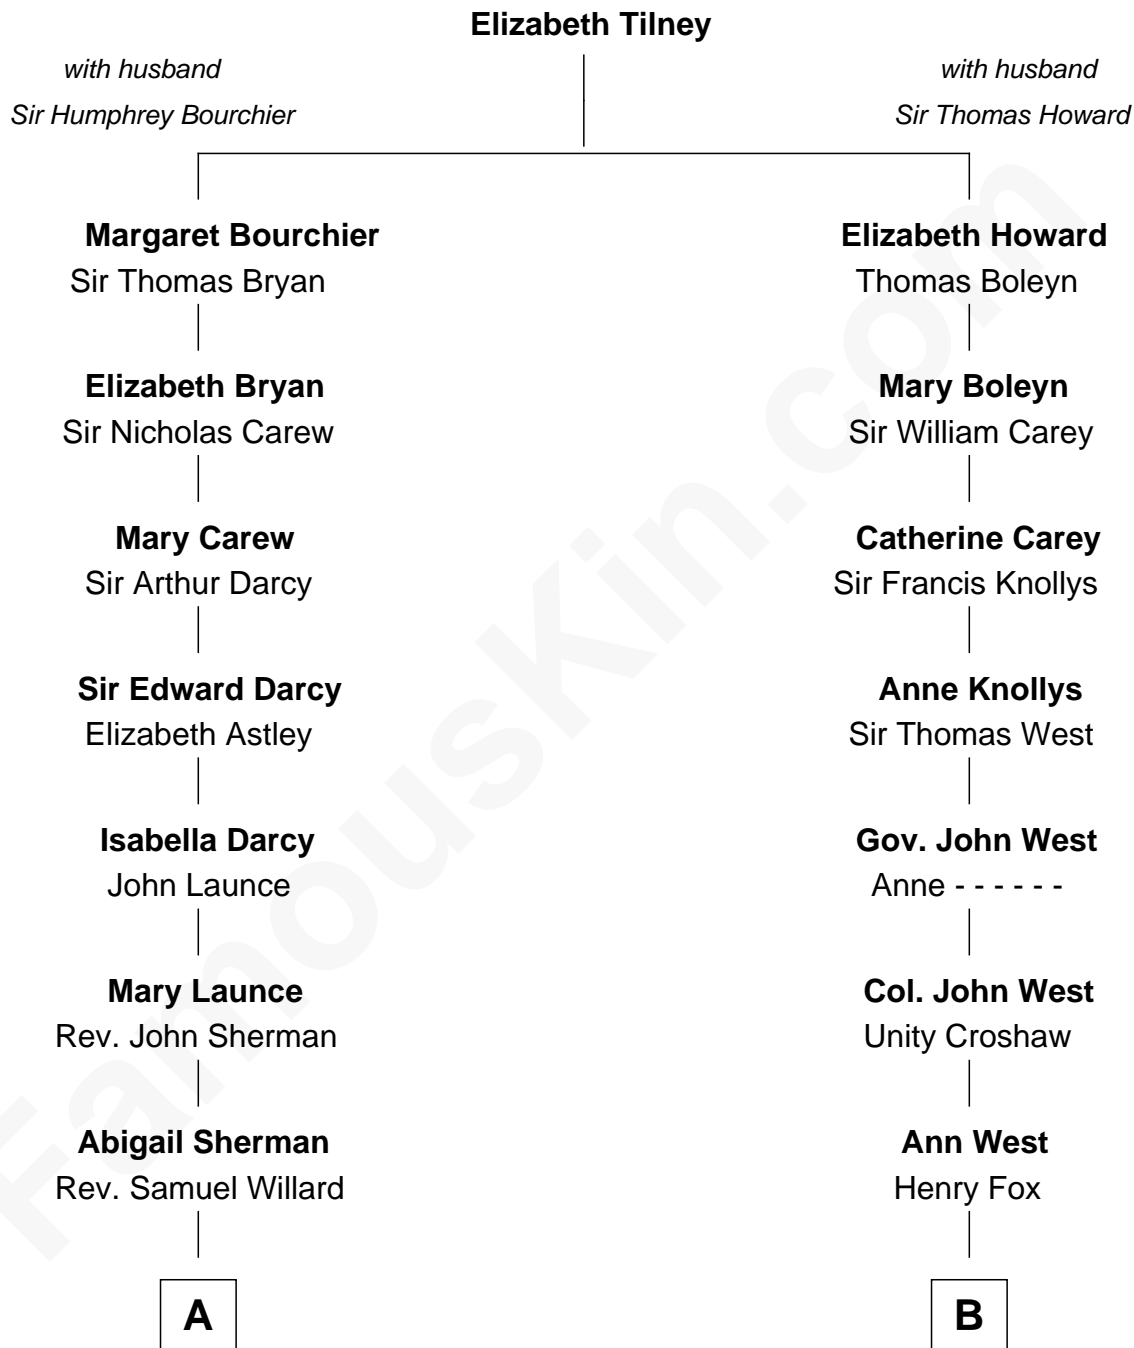 Elizabeth Tilney
with husband
Sir Humphrey Bourchier
with husband
Sir Thomas Howard
Margaret Bourchier
Sir Thomas Bryan
Elizabeth Howard
Thomas Boleyn
Elizabeth Bryan
Sir Nicholas Carew
Mary Boleyn
Sir William Carey
Mary Carew
Sir Arthur Darcy
Catherine Carey
Sir Francis Knollys
Sir Edward Darcy
Elizabeth Astley
Anne Knollys
Sir Thomas West
Isabella Darcy
John Launce
Gov. John West
Anne - - - - - -
Mary Launce
Rev. John Sherman
Col. John West
Unity Croshaw
Abigail Sherman
Rev. Samuel Willard
Ann West
Henry Fox
A
B
FamousKin.com